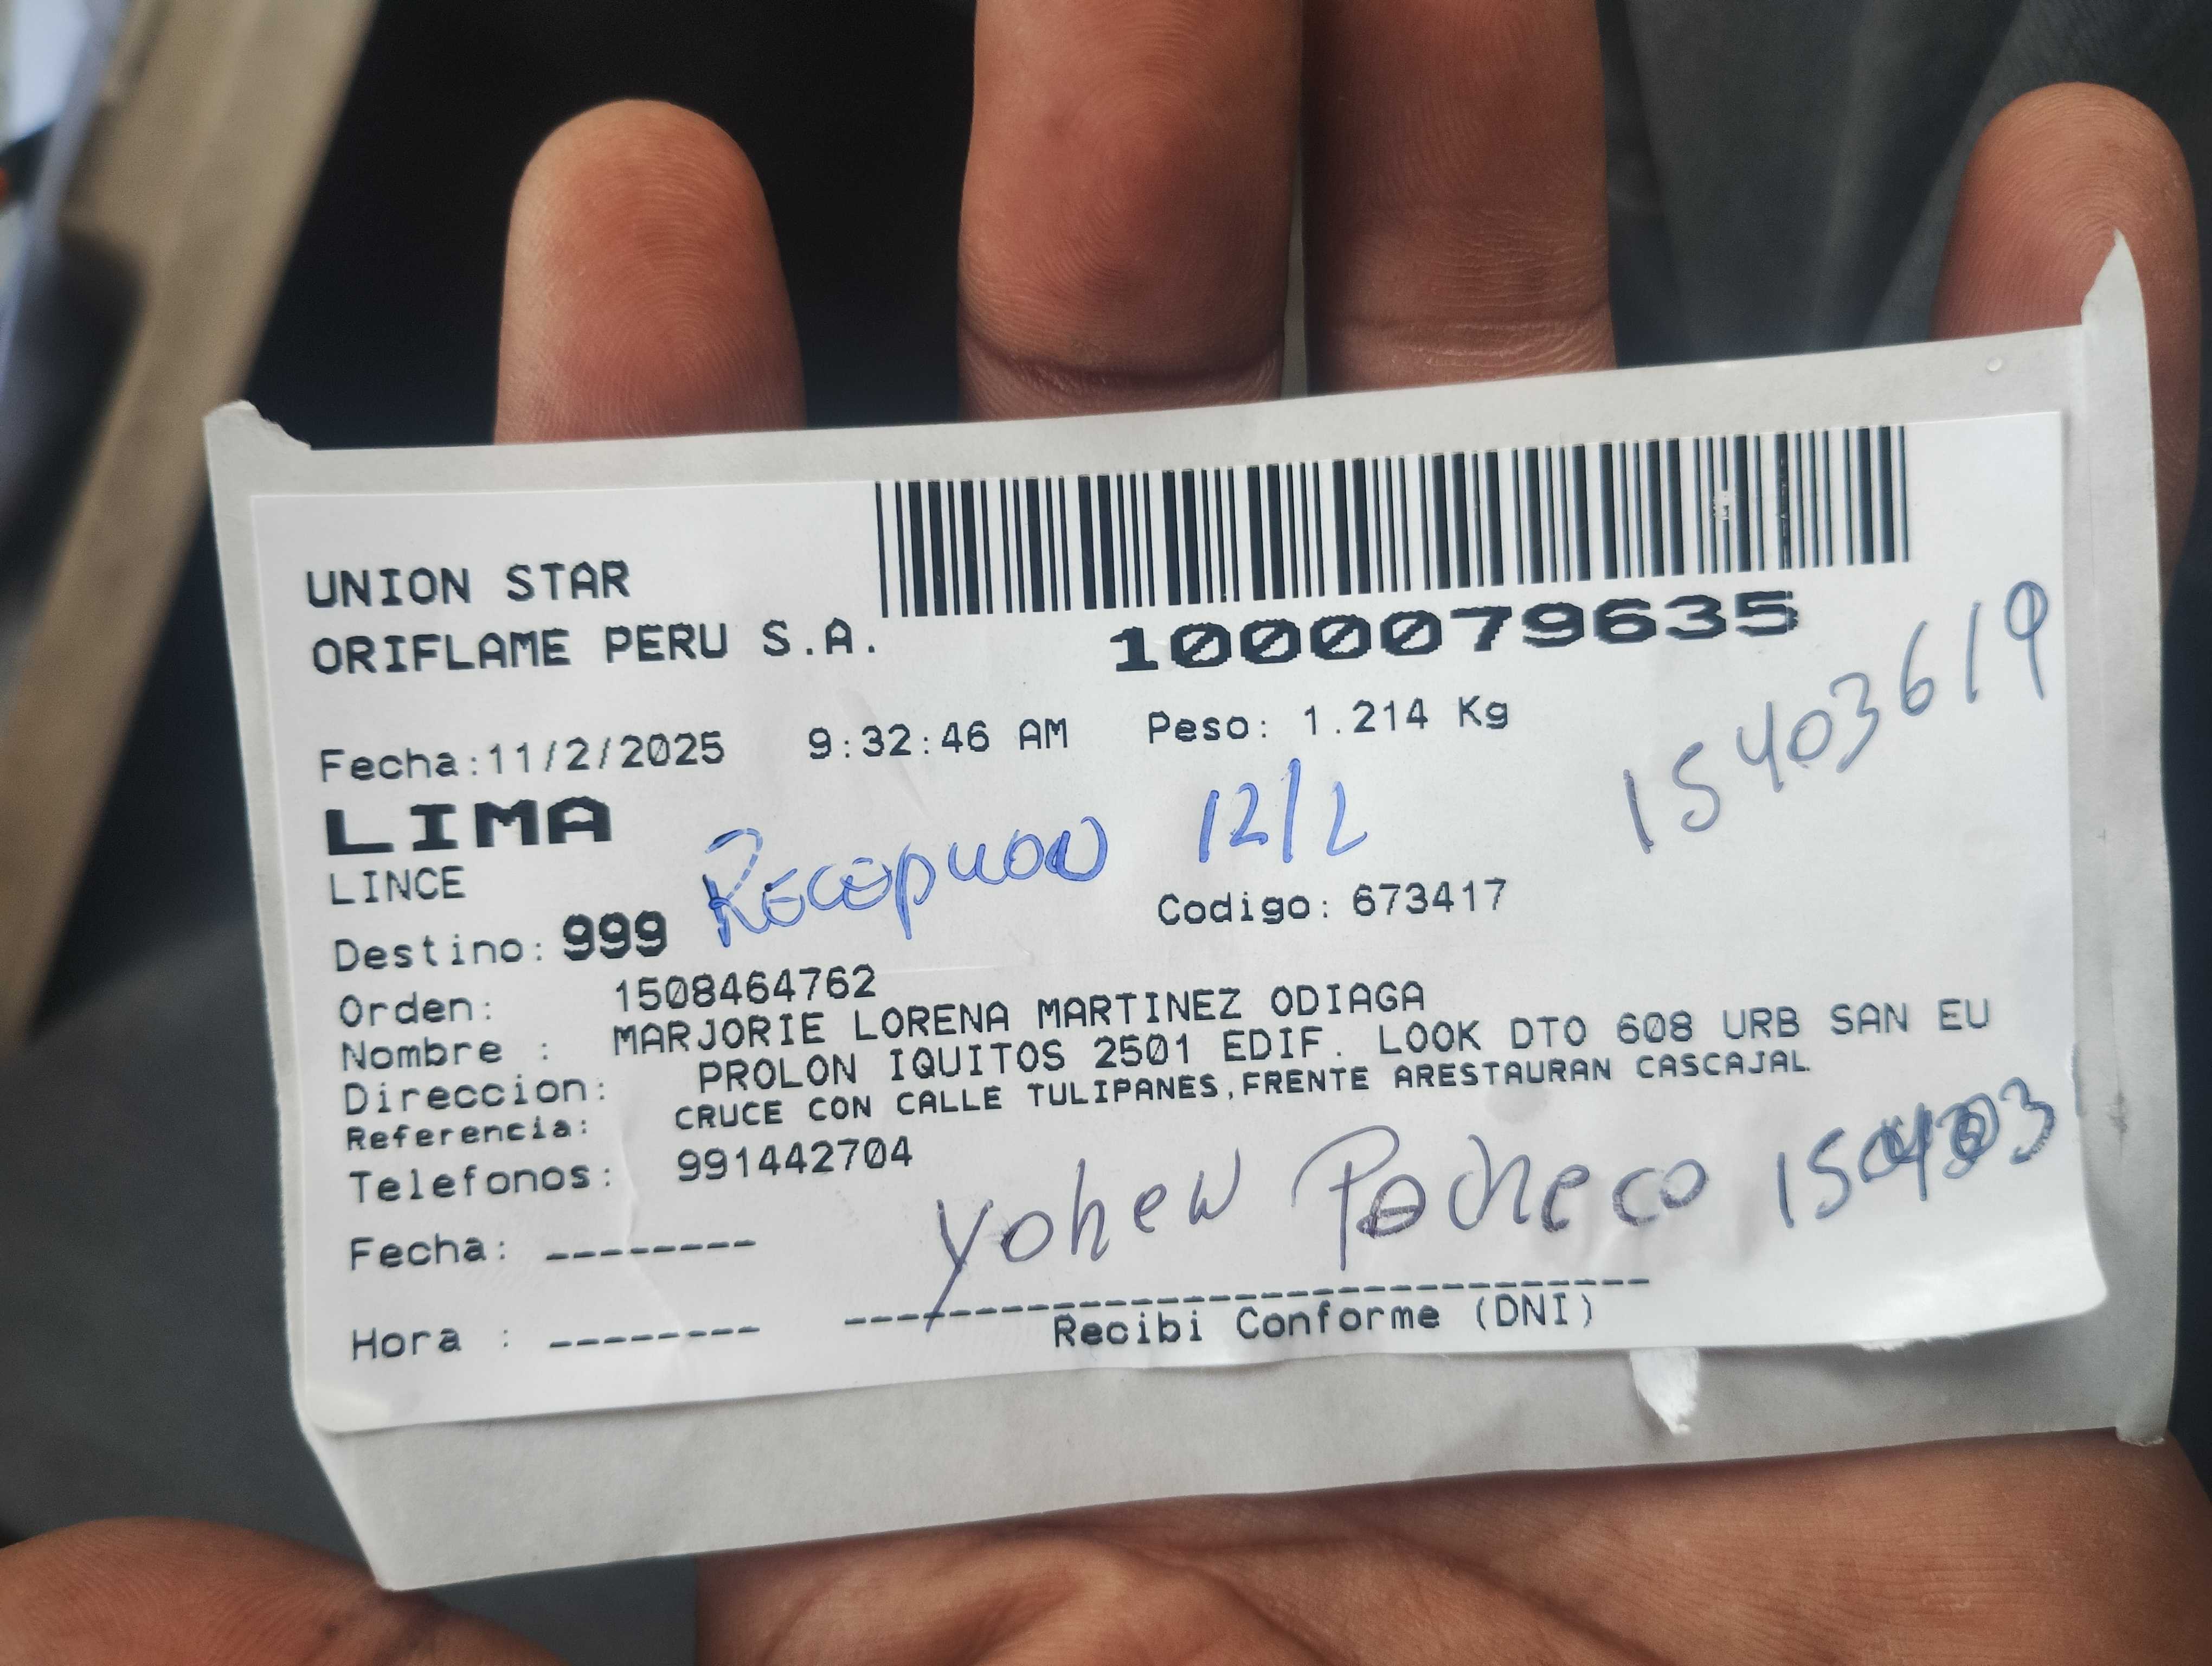 UNION STAR
ORIFLAME PERU S.A.
1000079635
Fecha:11/2/2025 9:32:46 AM Peso: 1.214 Kg
15403619
LIMA
LINCE
Recepcion 12/2
Destino: 999 Codigo: 673417
Orden: 1508464762
Nombre : MARJORIE LORENA MARTINEZ ODIAGA
Direccion: PROLON IQUITOS 2501 EDIF. LOOK DTO 608 URB SAN EU
Referencia: CRUCE CON CALLE TULIPANES,FRENTE ARESTAURAN CASCAJAL
Telefonos: 991442704
Yohew Pacheco
Fecha: --------
Hora : --------
Recibi Conforme (DNI)